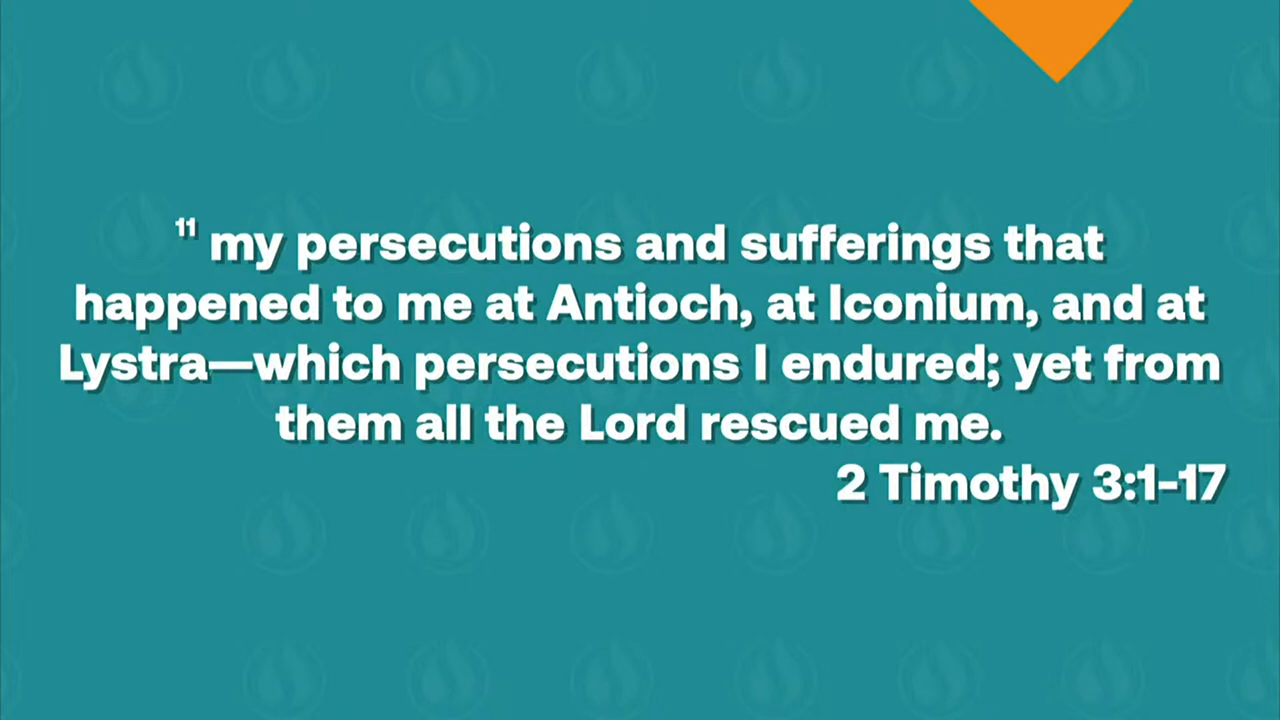 11 my persecutions and sufferings that
happened to me at Antioch, at Iconium, and at
Lystra—which persecutions I endured; yet from
them all the Lord rescued me.
2 Timothy 3:1-17